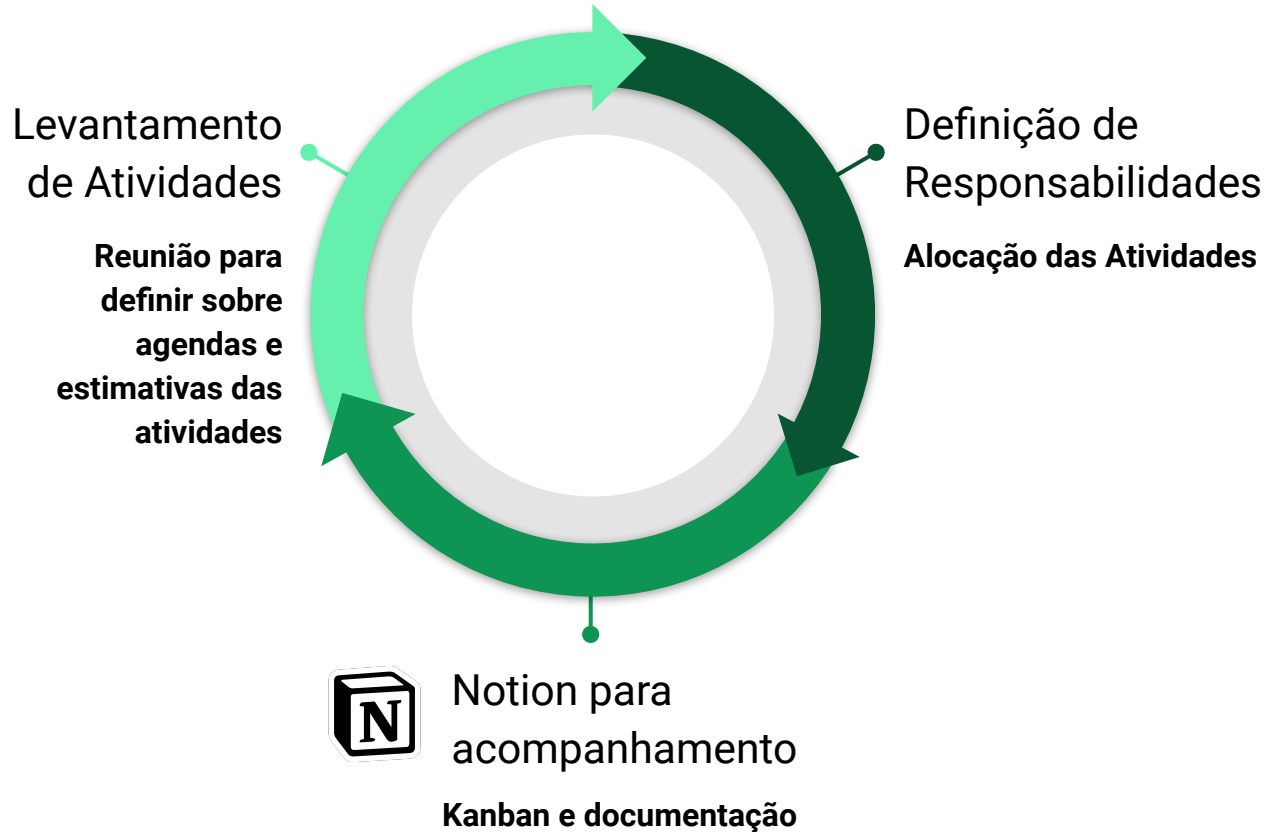 Levantamento
de Atividades
Reunião para
definir sobre
agendas e
estimativas das
atividades
Definição de
Responsabilidades
Alocação das Atividades
N
Notion para
acompanhamento
Kanban e documentação